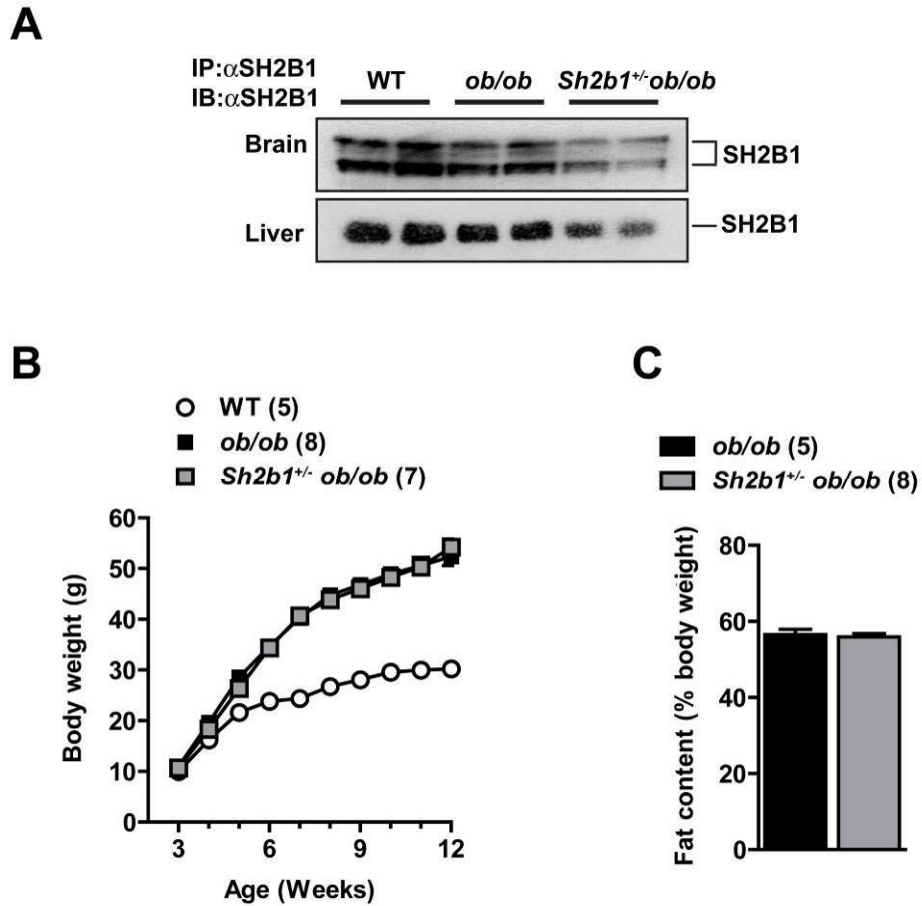 A
IP:αSH2B1
IB:αSH2B1
WT ob/ob Sh2b1+/- ob/ob
Brain SH2B1
Liver SH2B1
B
WT (5)
ob/ob (8)
Sh2b1+/- ob/ob (7)
60
50
40
30
20
10
0
Body weight (g)
3 6 9 12
Age (Weeks)
C
ob/ob (5)
Sh2b1+/- ob/ob (8)
80
60
40
20
0
Fat content (% body weight)